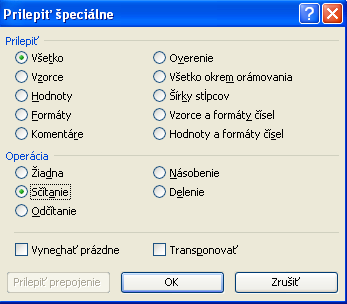 Prilepiť špeciálne
Prilepiť
Všetko
Overenie
Vzorce
Všetko okrem orámovania
Hodnoty
Šírky stĺpcov
Formáty
Vzorce a formáty čísel
Komentáre
Hodnoty a formáty čísel
Operácia
Žiadna
Násobenie
Sčítanie
Delenie
Odčítanie
Vynechať prázdne
Transponovať
Prilepiť prepojenie
OK
Zrušiť